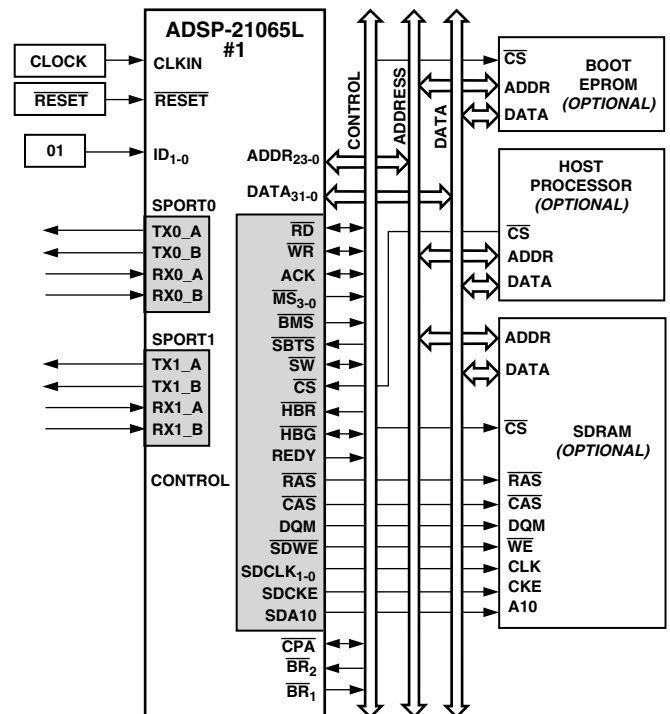 ADSP-21065L
#1
CLOCK
CLKIN
RESET
RESET
01
ID1-0
ADDR23-0
DATA31-0
SPORT0
TX0_A
TX0_B
RX0_A
RX0_B
SPORT1
TX1_A
TX1_B
RX1_A
RX1_B
CONTROL
RD
WR
ACK
MS3-0
BMS
SBTS
SW
CS
HBR
HBG
REDY
RAS
CAS
DQM
SDWE
SDCLK1-0
SDCKE
SDA10
CPA
BR2
BR1
CONTROL
ADDRESS
DATA
CS
BOOT
EPROM
(OPTIONAL)
ADDR
DATA
HOST
PROCESSOR
(OPTIONAL)
CS
ADDR
DATA
ADDR
DATA
SDRAM
(OPTIONAL)
CS
RAS
CAS
DQM
WE
CLK
CKE
A10